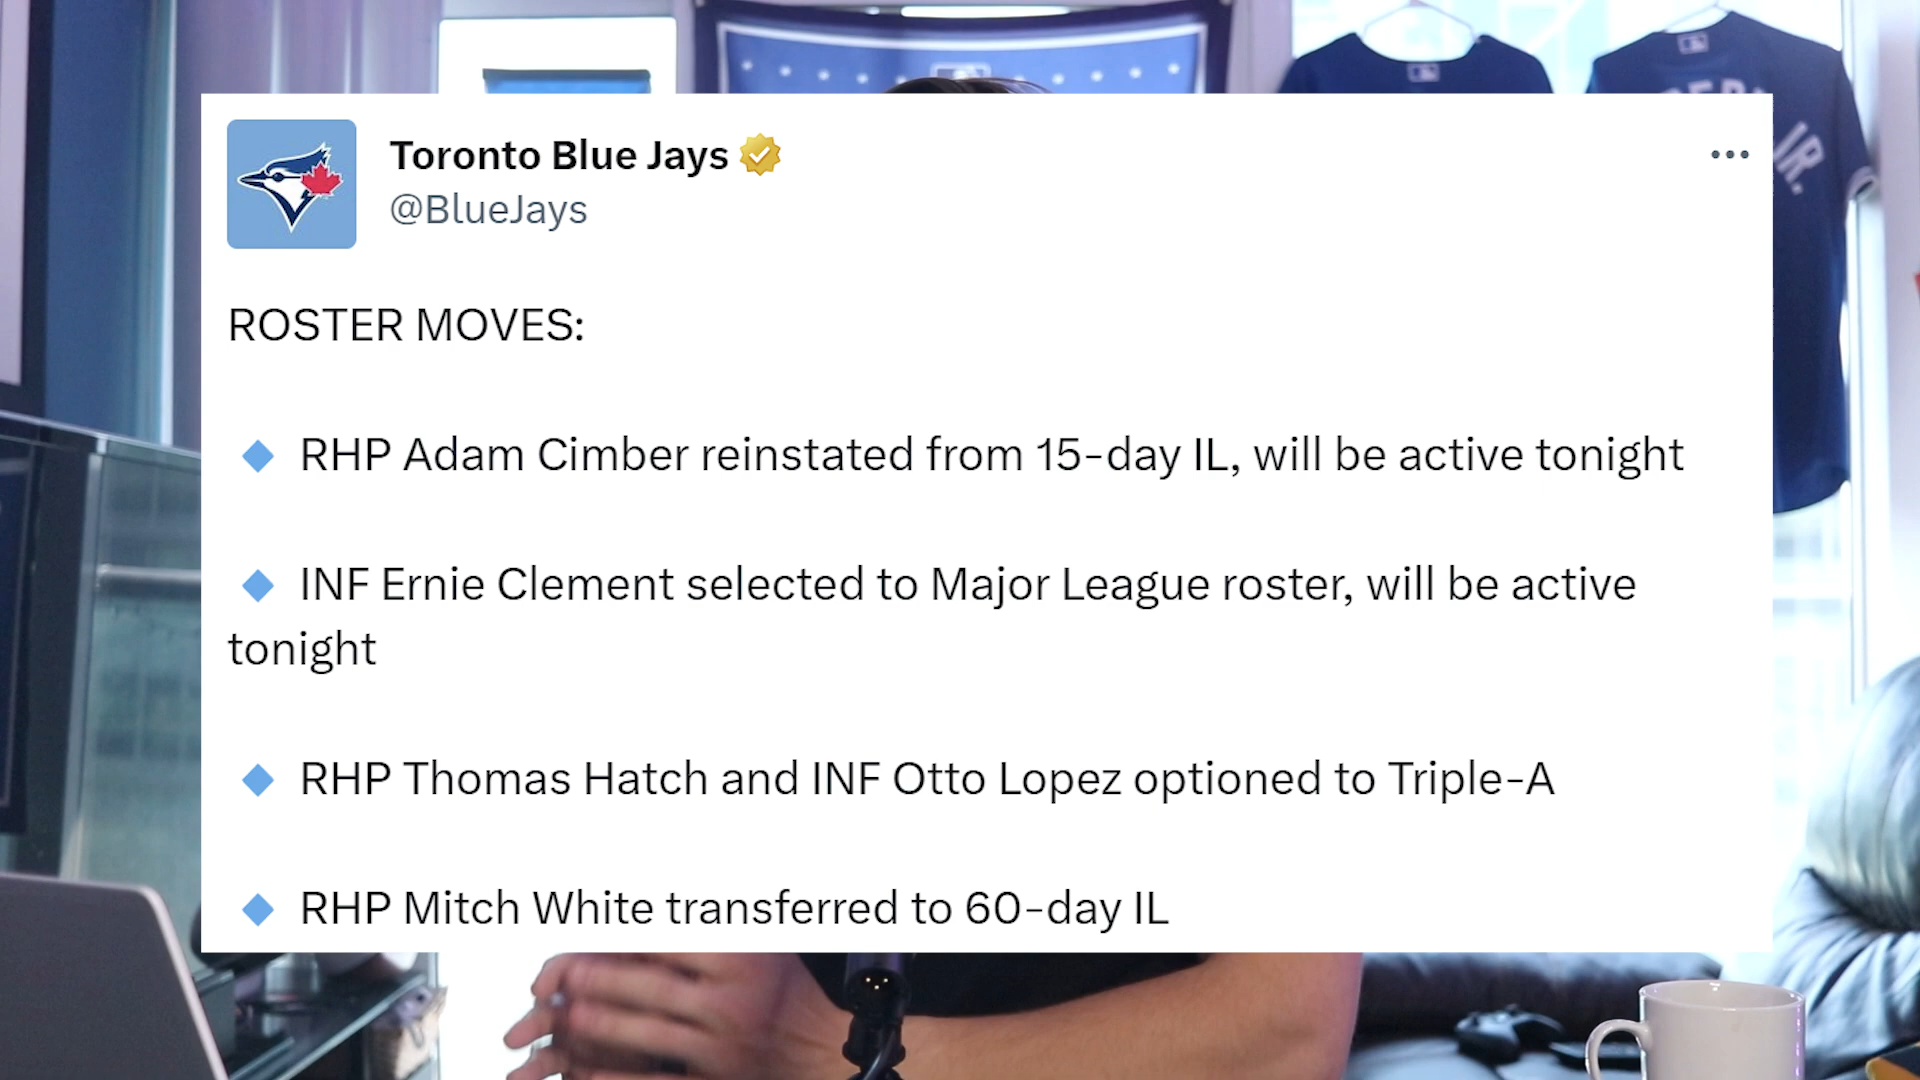 Toronto Blue Jays
@BlueJays
ROSTER MOVES:
🔹 RHP Adam Cimber reinstated from 15-day IL, will be active tonight
🔹 INF Ernie Clement selected to Major League roster, will be active
tonight
🔹 RHP Thomas Hatch and INF Otto Lopez optioned to Triple-A
🔹 RHP Mitch White transferred to 60-day IL
JR.